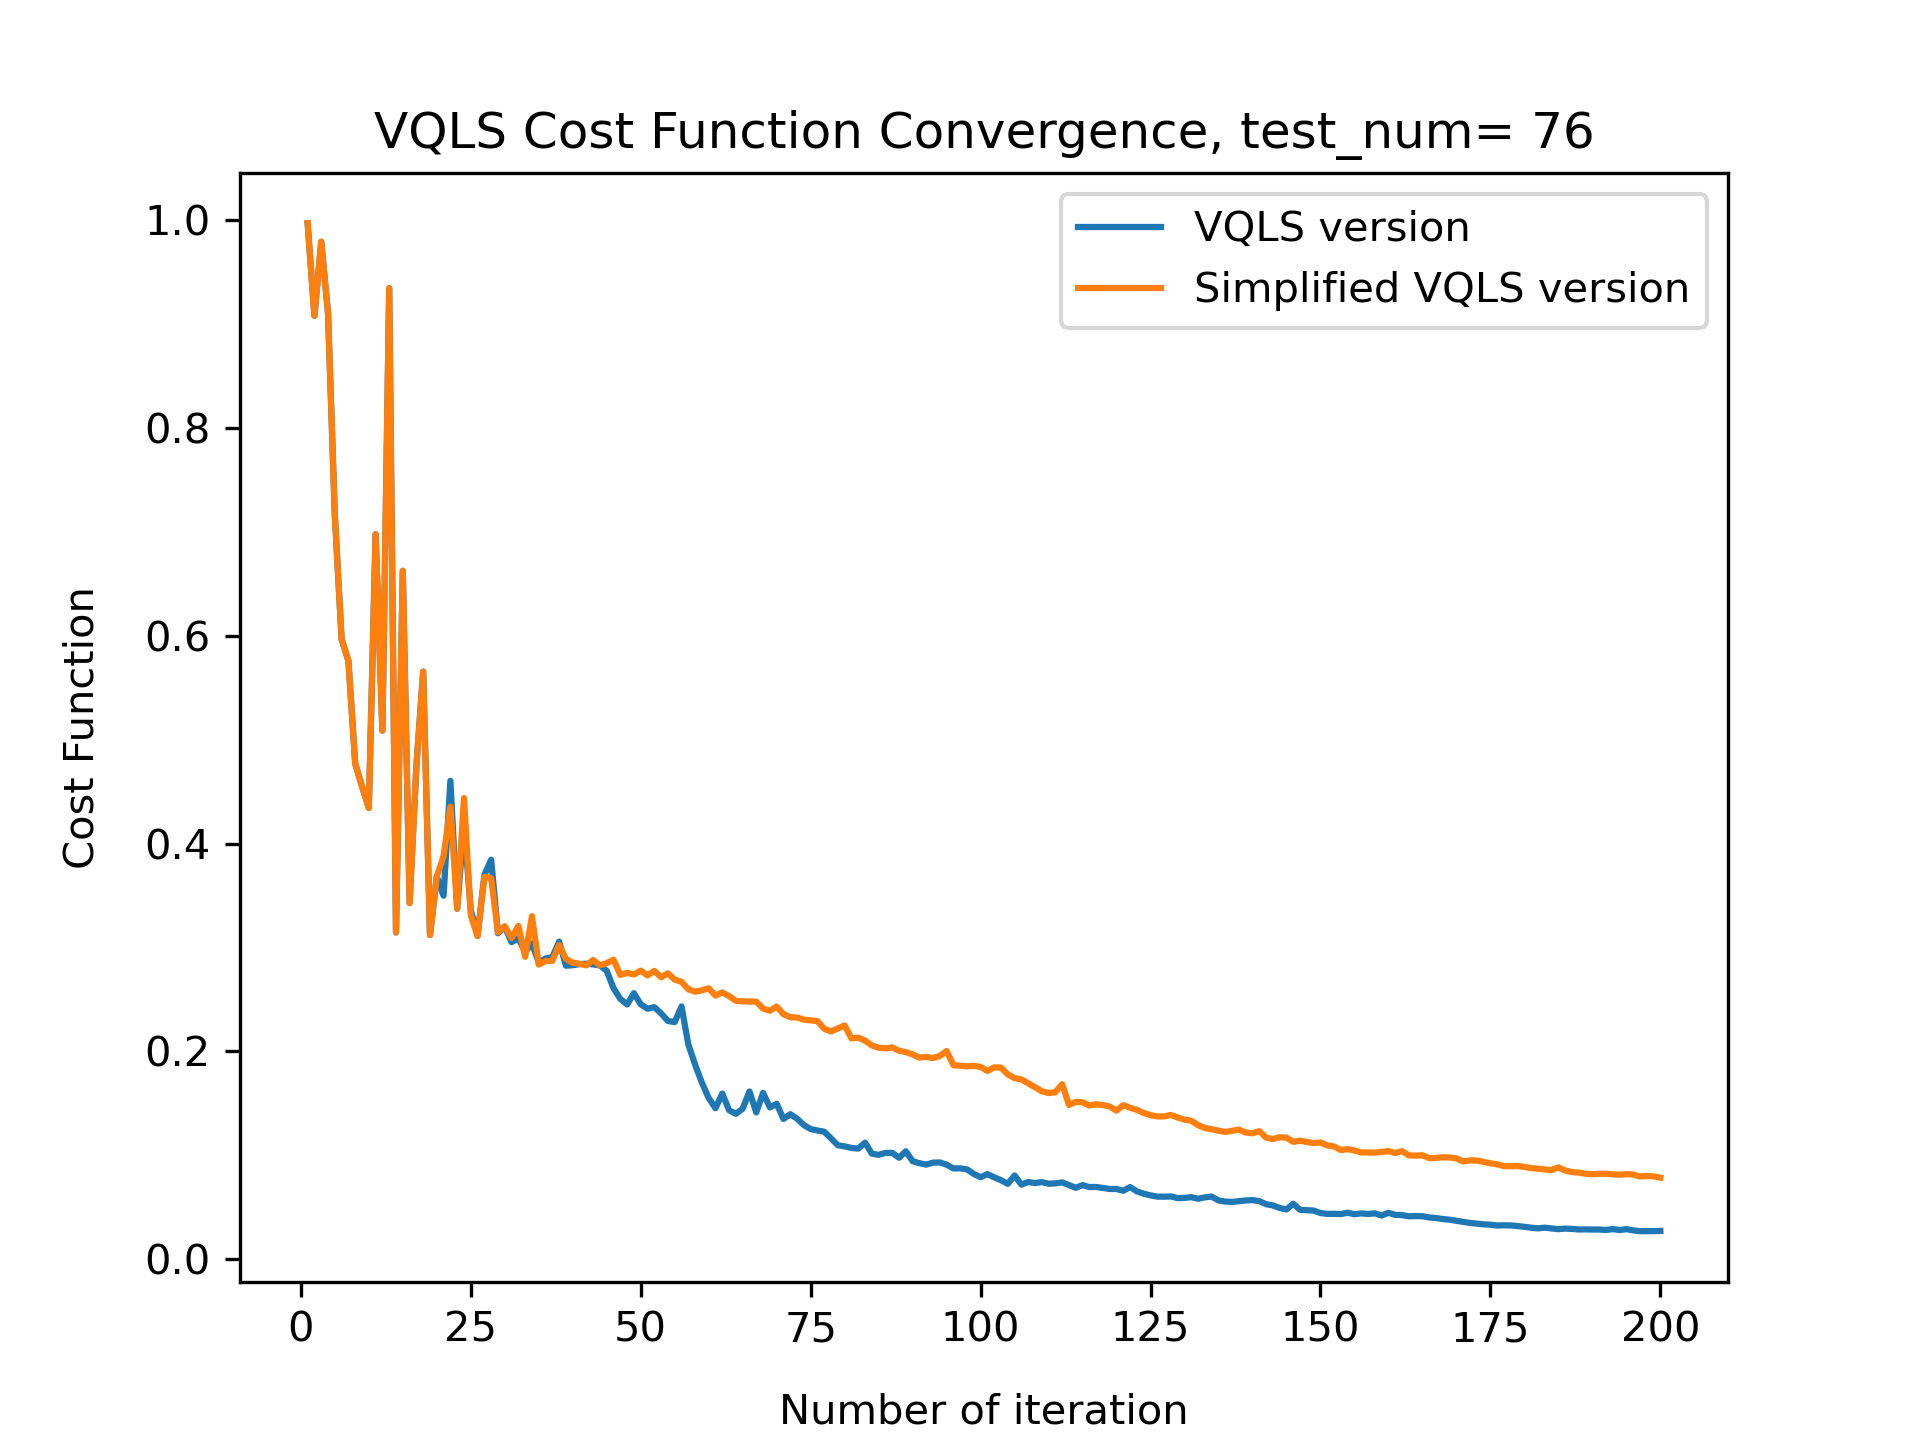 VQLS Cost Function Convergence, test_num= 76
VQLS version
Simplified VQLS version
Cost Function
1.0
0.8
0.6
0.4
0.2
0.0
0 25 50 75 100 125 150 175 200
Number of iteration